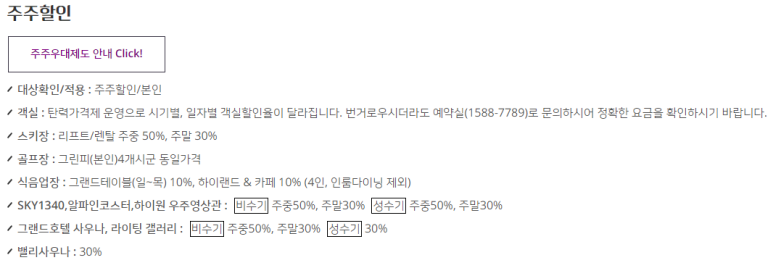 주주할인
주주우대제도 안내 Click!
대상확인/적용 : 주주할인/본인
객실 : 탄력가격제 운영으로 시기별, 일자별 객실할인율이 달라집니다. 번거로우시더라도 예약실(1588-7789)로 문의하시어 정확한 요금을 확인하시기 바랍니다.
스키장 : 리프트/렌탈 주중 50%, 주말 30%
골프장 : 그린피(본인)4개시군 동일가격
식음업장 : 그랜드테이블(일~목) 10%, 하이랜드 & 카페 10% (4인, 인룸다이닝 제외)
SKY1340,알파인코스터,하이원 우주영상관 : 비수기 주중50%, 주말30% 성수기 주중50%, 주말30%
그랜드호텔 사우나, 라이팅 갤러리 : 비수기 주중50%, 주말30% 성수기 30%
밸리사우나 : 30%